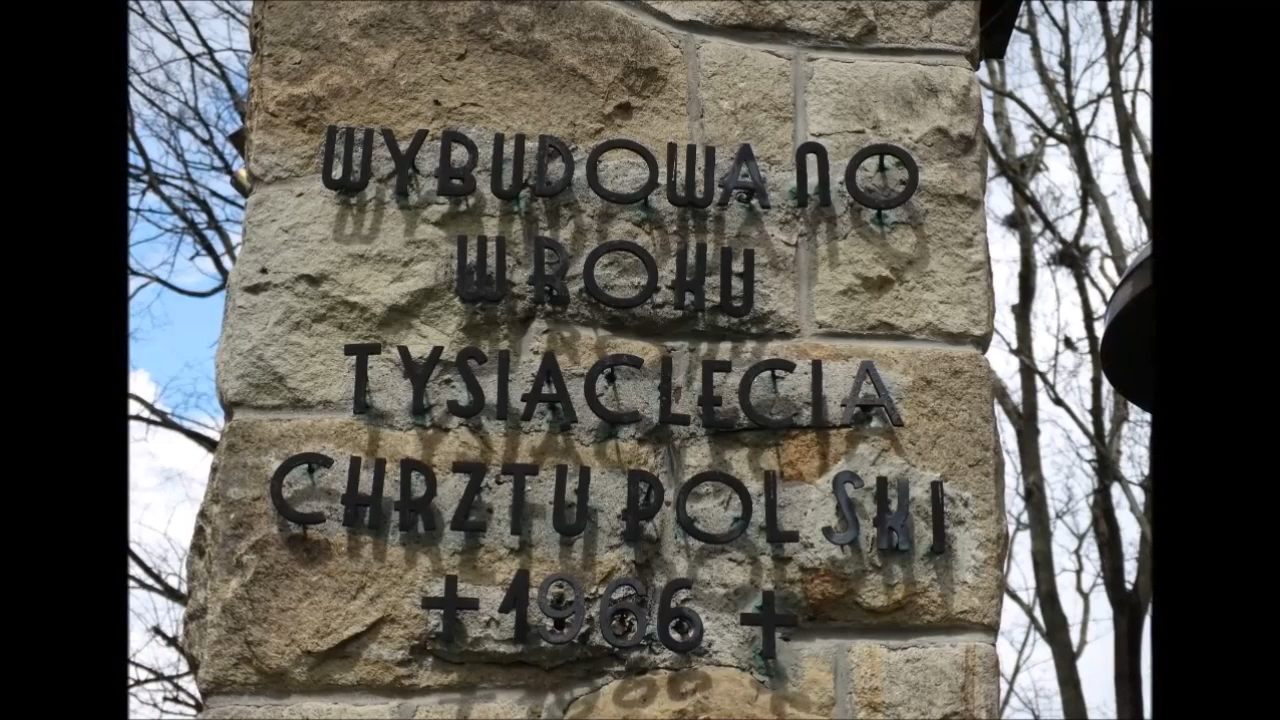 WYBUDOWANO
W ROKU
TYSIACLECIA
CHRZTU POLSKI
+ 1966 +